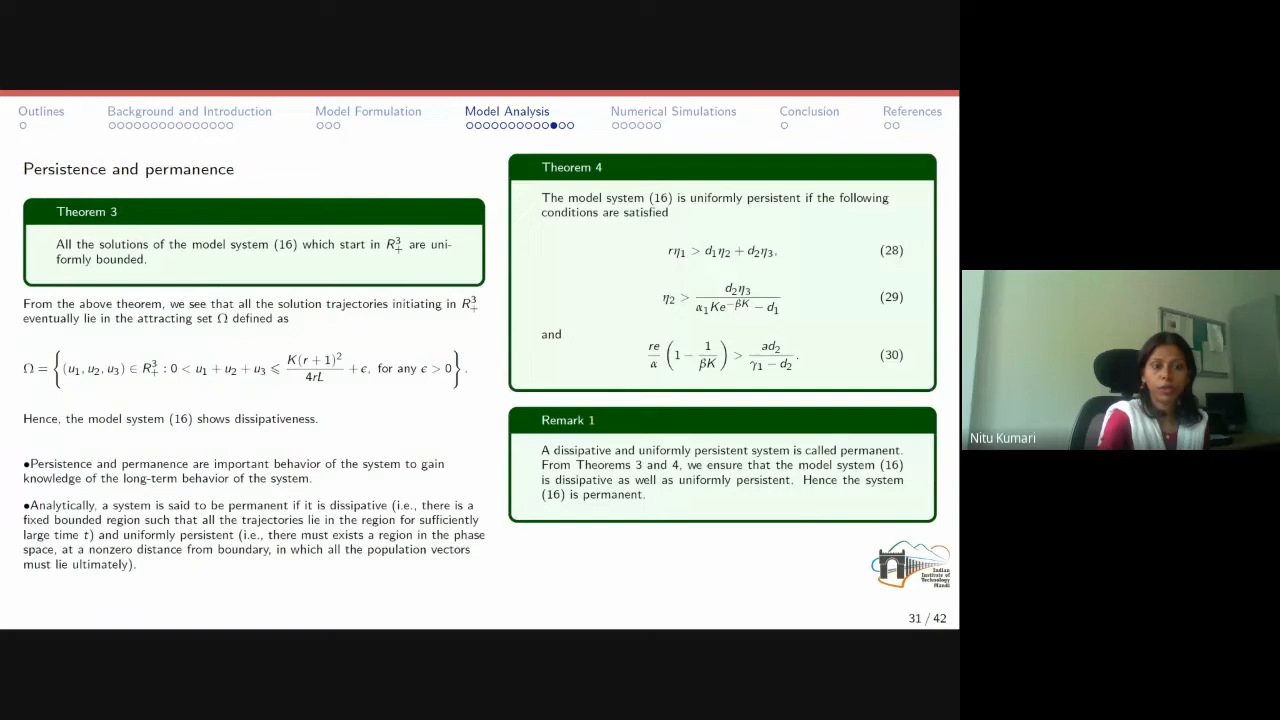 Outlines
Background and Introduction
Model Formulation
Model Analysis
Numerical Simulations
Conclusion
References
Persistence and permanence
Theorem 3
All the solutions of the model system (16) which start in R₊³ are uni-
formly bounded.
From the above theorem, we see that all the solution trajectories initiating in R₊³
eventually lie in the attracting set Ω defined as
Ω = { (u₁, u₂, u₃) ∈ R₊³ : 0 < u₁ + u₂ + u₃ ⩽ K(r + 1)² / 4rL + ϵ, for any ϵ > 0 } .
Hence, the model system (16) shows dissipativeness.
•Persistence and permanence are important behavior of the system to gain
knowledge of the long-term behavior of the system.
•Analytically, a system is said to be permanent if it is dissipative (i.e., there is a
fixed bounded region such that all the trajectories lie in the region for sufficiently
large time t) and uniformly persistent (i.e., there must exists a region in the phase
space, at a nonzero distance from boundary, in which all the population vectors
must lie ultimately).
Theorem 4
The model system (16) is uniformly persistent if the following
conditions are satisfied
rη₁ > d₁η₂ + d₂η₃, (28)
η₂ > d₂η₃ / α₁Ke^{−βK} − d₁ (29)
and
re/α (1 − 1/βK) > ad₂ / γ₁ − d₂ . (30)
Remark 1
A dissipative and uniformly persistent system is called permanent.
From Theorems 3 and 4, we ensure that the model system (16)
is dissipative as well as uniformly persistent. Hence the system
(16) is permanent.
Indian
Institute of
Technology
Mandi
31 / 42
Nitu Kumari